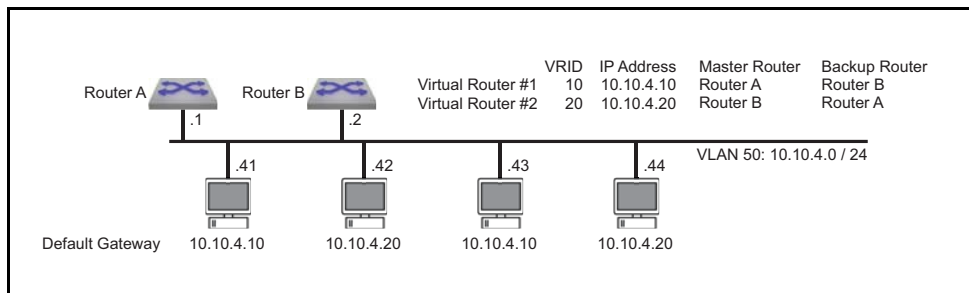 VRID IP Address Master Router Backup Router
Virtual Router #1 10 10.10.4.10 Router A Router B
Virtual Router #2 20 10.10.4.20 Router B Router A
Router A Router B
.1 .2
VLAN 50: 10.10.4.0 / 24
.41 .42 .43 .44
Default Gateway 10.10.4.10 10.10.4.20 10.10.4.10 10.10.4.20